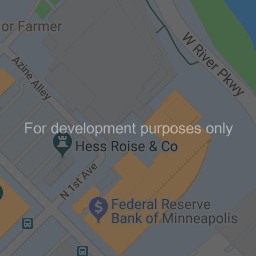 or Farmer
W River Pkwy
Azine Alley
For development purposes only
Hess Roise & Co
N 1st Ave
Federal Reserve
Bank of Minneapolis